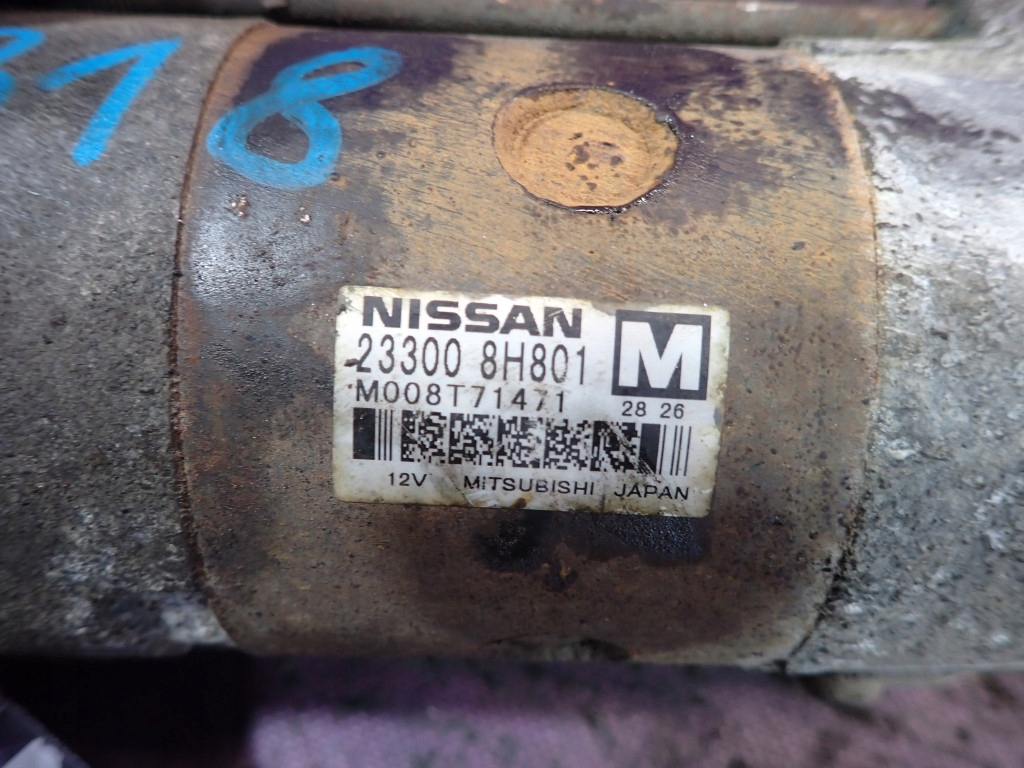 318
NISSAN
23300 8H801
M
M008T71471
28 26
12V MITSUBISHI JAPAN